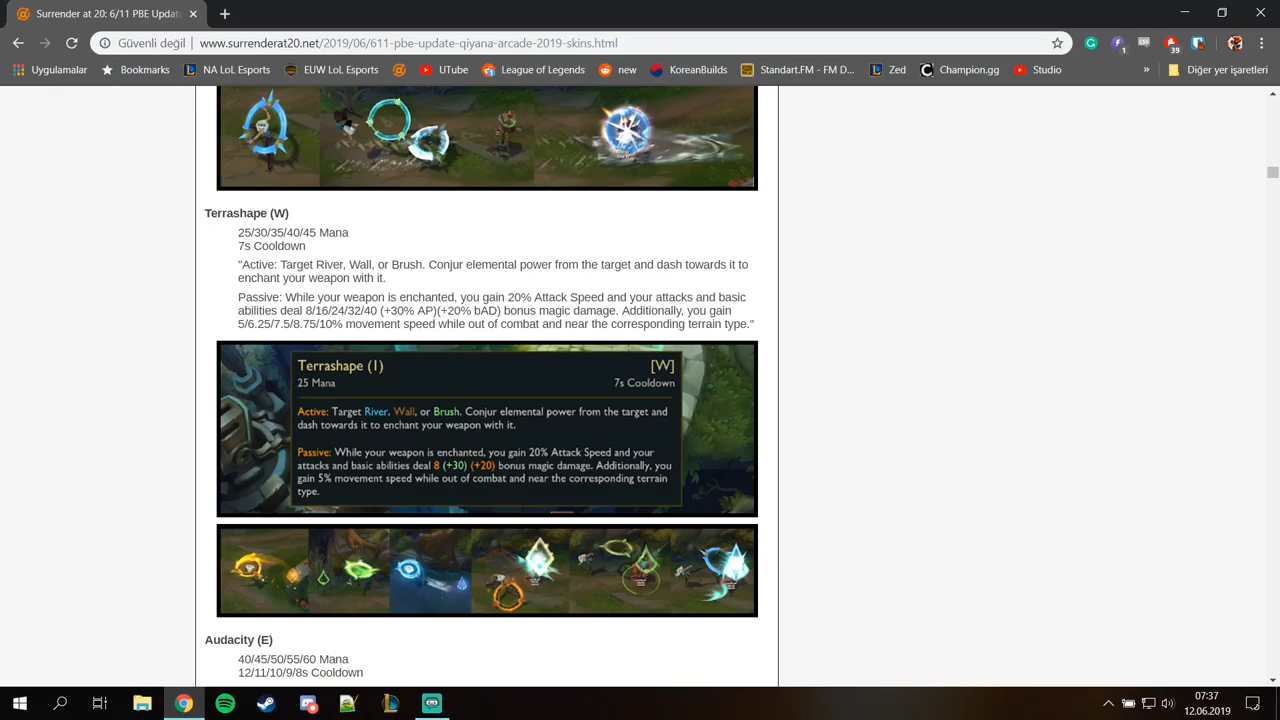 Surrender at 20: 6/11 PBE Upda
Güvenli değil
www.surrenderat20.net/2019/06/611-pbe-update-qiyana-arcade-2019-skins.html
1
39
Uygulamalar
Bookmarks
NA LoL Esports
EUW LoL Esports
UTube
League of Legends
new
KoreanBuilds
Standart.FM - FM D...
Zed
Champion.gg
Studio
»
Diğer yer işaretleri
Terrashape (W)
25/30/35/40/45 Mana
7s Cooldown
"Active: Target River, Wall, or Brush. Conjur elemental power from the target and dash towards it to
enchant your weapon with it.
Passive: While your weapon is enchanted, you gain 20% Attack Speed and your attacks and basic
abilities deal 8/16/24/32/40 (+30% AP)(+20% bAD) bonus magic damage. Additionally, you gain
5/6.25/7.5/8.75/10% movement speed while out of combat and near the corresponding terrain type."
Terrashape (1) [W]
25 Mana 7s Cooldown
Active: Target River, Wall, or Brush. Conjur elemental power from the target and
dash towards it to enchant your weapon with it.
Passive: While your weapon is enchanted, you gain 20% Attack Speed and your
attacks and basic abilities deal 8 (+30) (+20) bonus magic damage. Additionally, you
gain 5% movement speed while out of combat and near the corresponding terrain
type.
Audacity (E)
40/45/50/55/60 Mana
12/11/10/9/8s Cooldown
07:37
12.06.2019